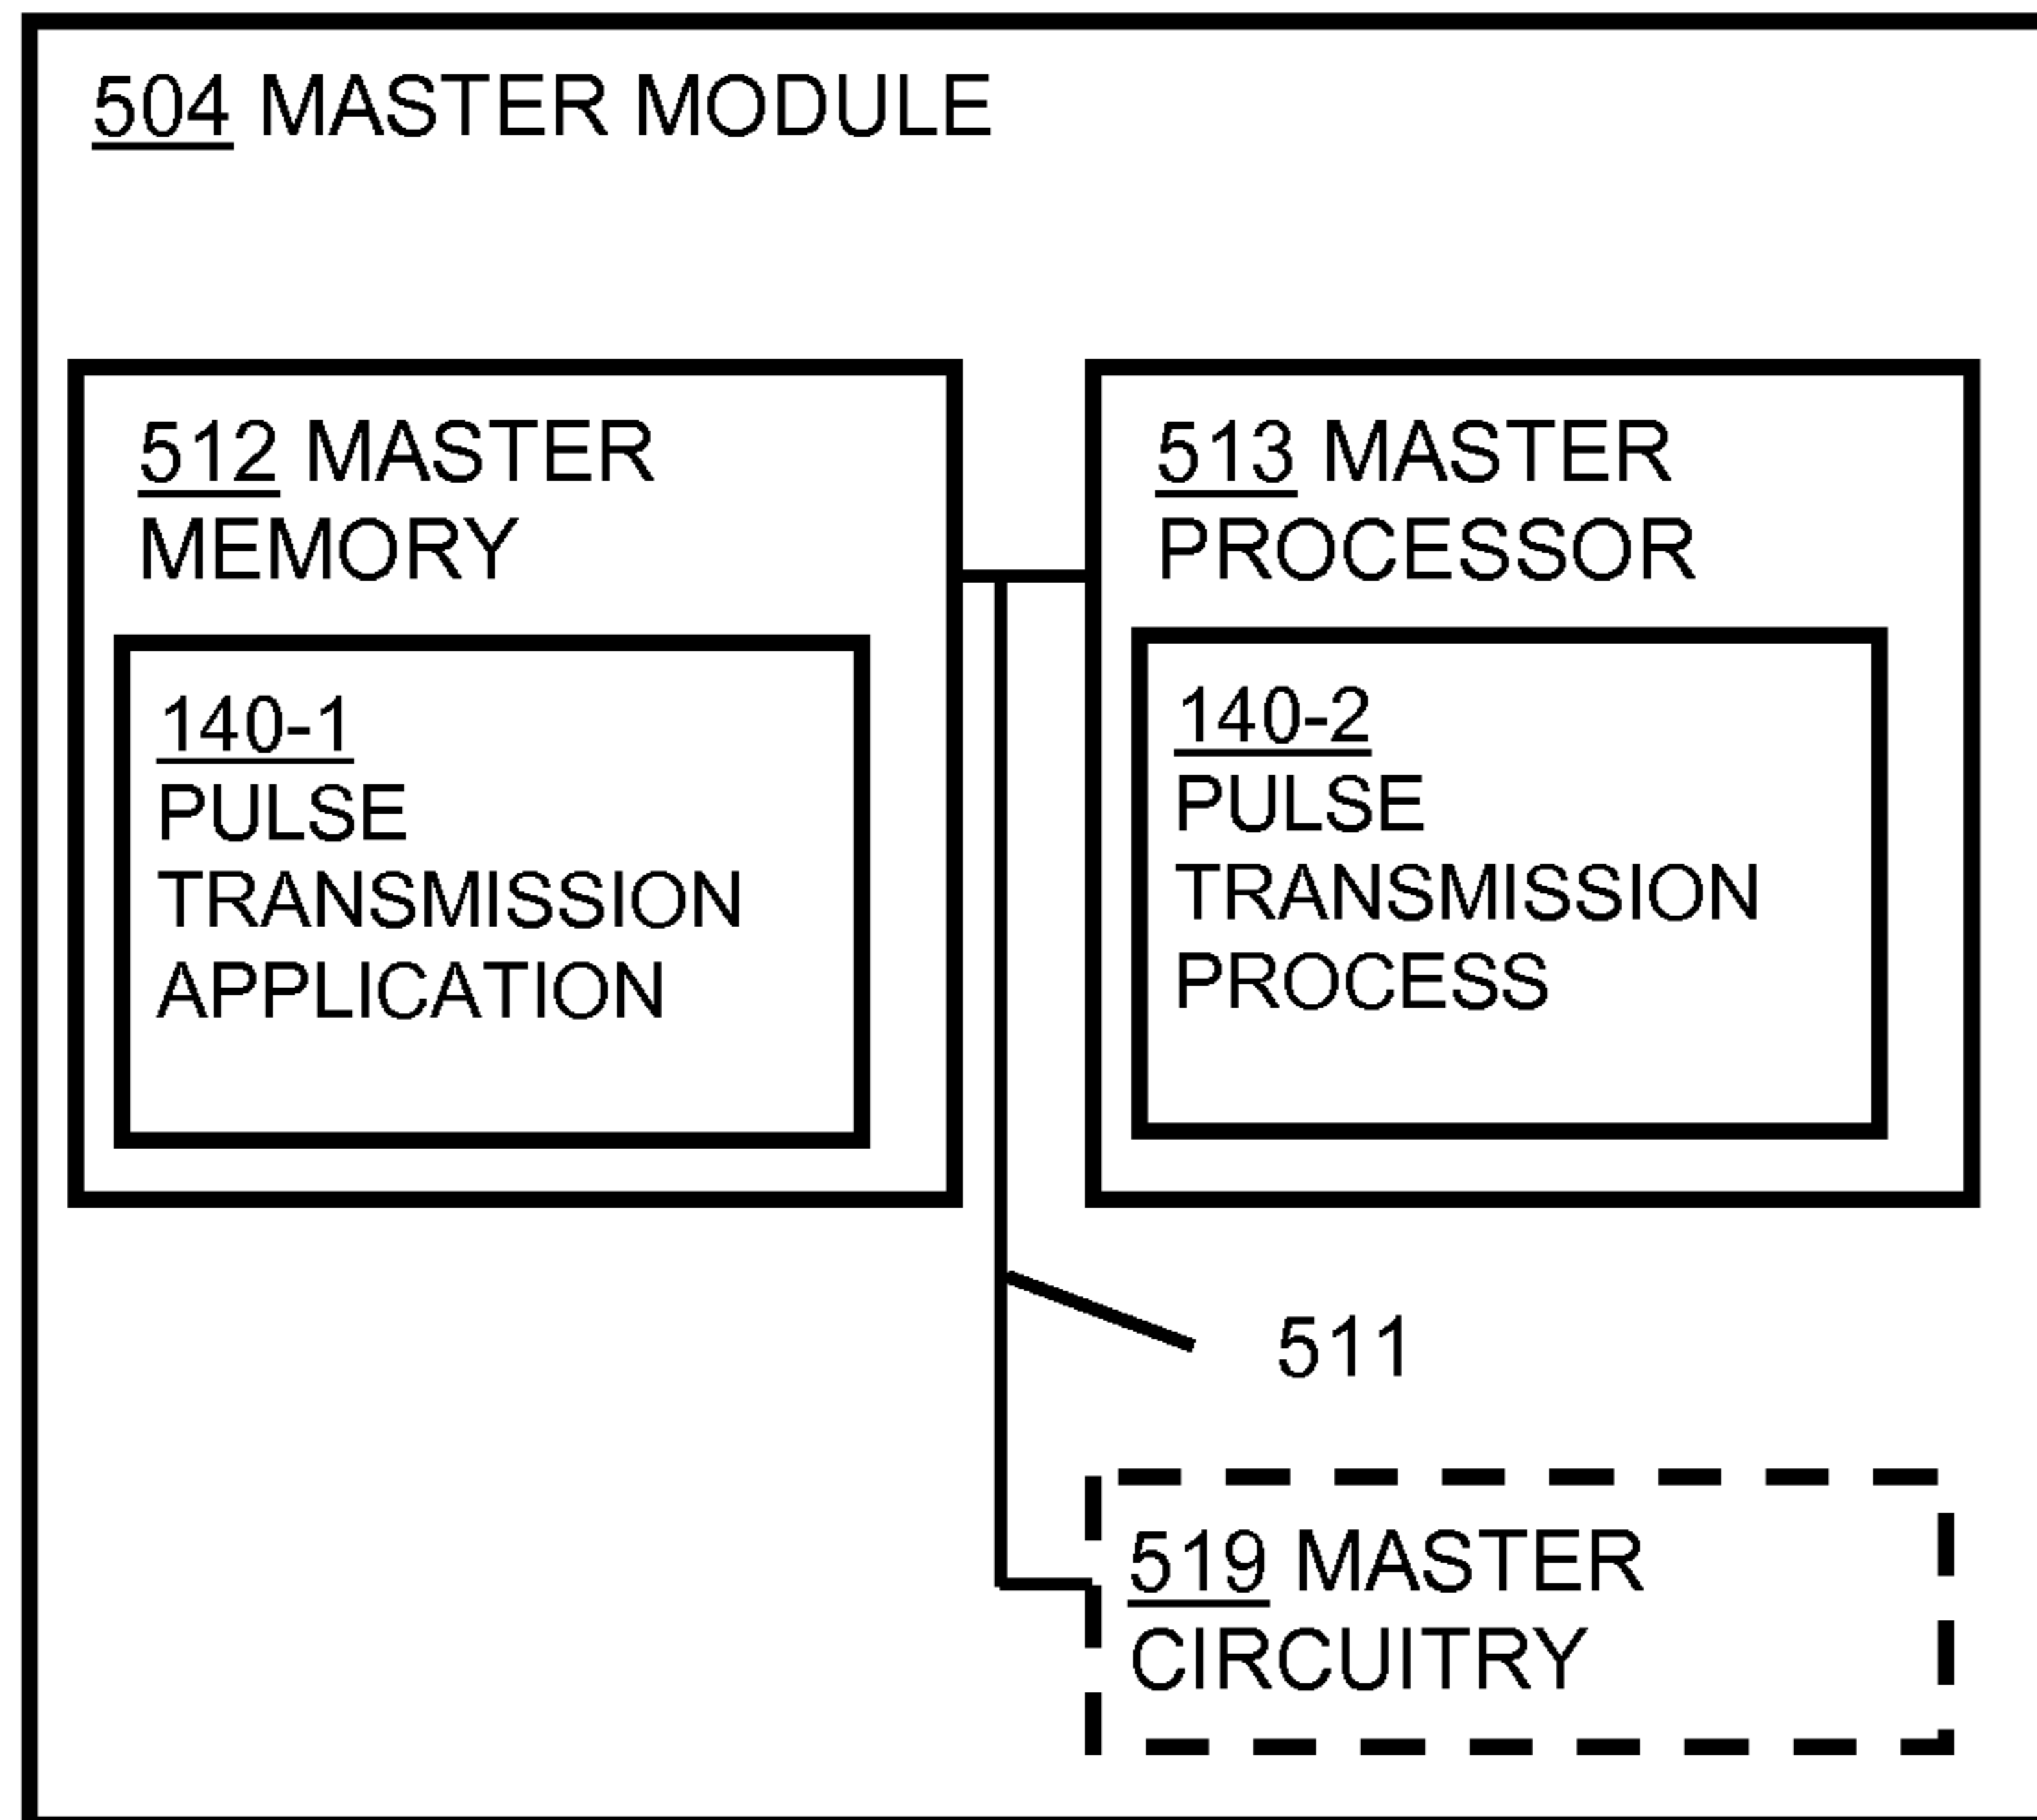 504 MASTER MODULE
512 MASTER
MEMORY
140-1
PULSE
TRANSMISSION
APPLICATION
513 MASTER
PROCESSOR
140-2
PULSE
TRANSMISSION
PROCESS
511
519 MASTER
CIRCUITRY